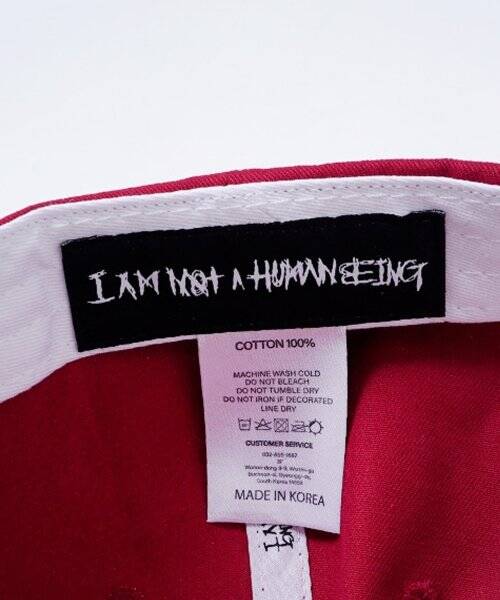 I AM NOT A HUMAN BEING
COTTON 100%
MACHINE WASH COLD
DO NOT BLEACH
DO NOT TUMBLE DRY
DO NOT IRON IF DECORATED
LINE DRY
CUSTOMER SERVICE
South Korea
MADE IN KOREA